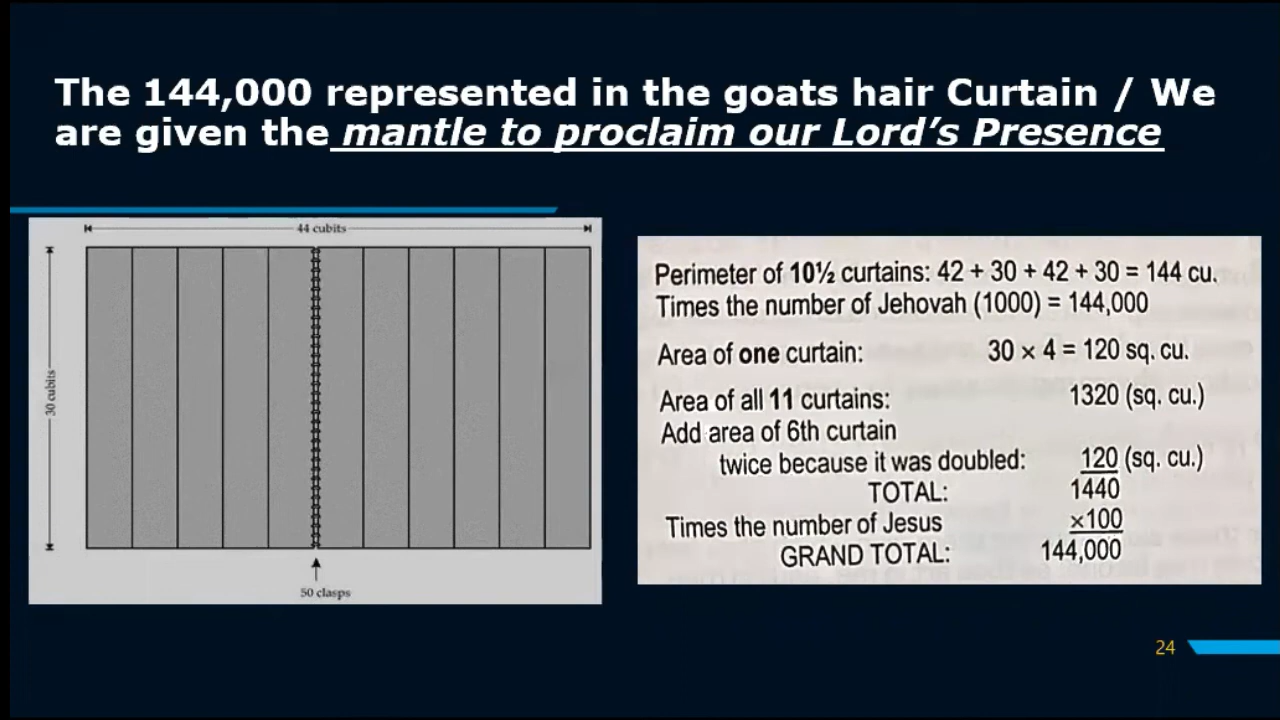 The 144,000 represented in the goats hair Curtain / We
are given the mantle to proclaim our Lord's Presence
44 cubits
30 cubits
50 clasps
Perimeter of 10½ curtains: 42 + 30 + 42 + 30 = 144 cu.
Times the number of Jehovah (1000) = 144,000
Area of one curtain: 30 × 4 = 120 sq. cu.
Area of all 11 curtains: 1320 (sq. cu.)
Add area of 6th curtain
twice because it was doubled: 120 (sq. cu.)
TOTAL: 1440
Times the number of Jesus ×100
GRAND TOTAL: 144,000
24